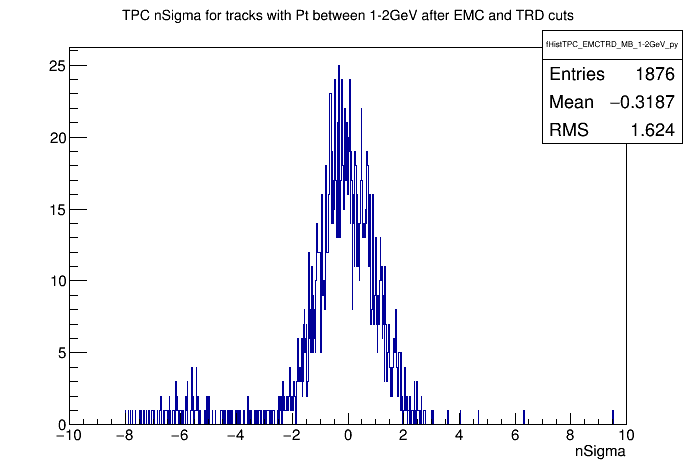 TPC nSigma for tracks with Pt between 1-2GeV after EMC and TRD cuts
fHistTPC_EMCTRD_MB_1-2GeV_py
Entries 1876
Mean −0.3187
RMS 1.624
25
20
15
10
5
0
−10 −8 −6 −4 −2 0 2 4 6 8 10
nSigma